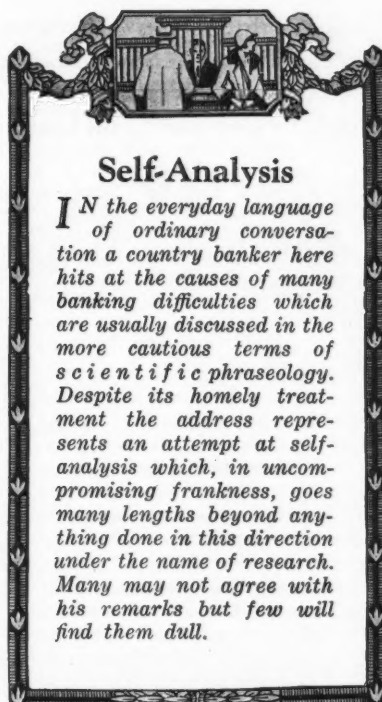 Self-Analysis
IN the everyday language
of ordinary conversa-
tion a country banker here
hits at the causes of many
banking difficulties which
are usually discussed in the
more cautious terms of
scientific phraseology.
Despite its homely treat-
ment the address repre-
sents an attempt at self-
analysis which, in uncom-
promising frankness, goes
many lengths beyond any-
thing done in this direction
under the name of research.
Many may not agree with
his remarks but few will
find them dull.